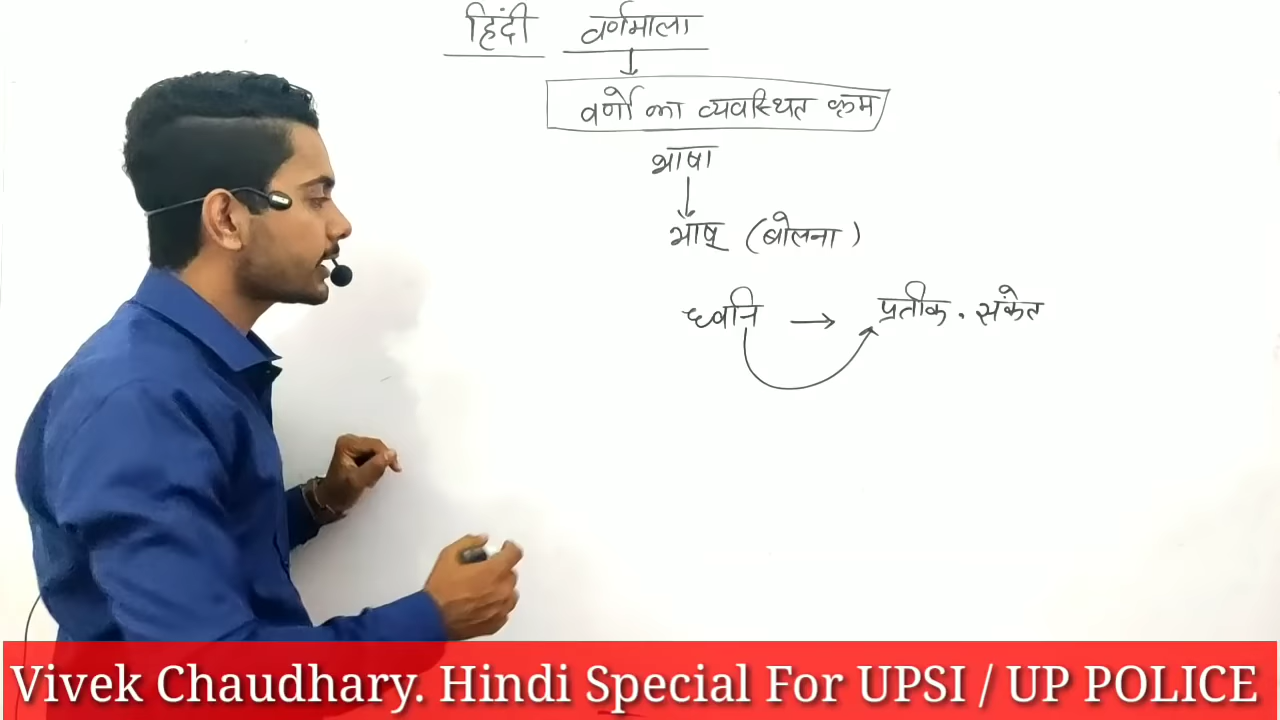 हिंदी वर्णमाला
वर्णो का व्यवस्थित क्रम
भाषा
भाष् (बोलना)
ध्वनि → प्रतीक. संकेत
Vivek Chaudhary. Hindi Special For UPSI / UP POLICE